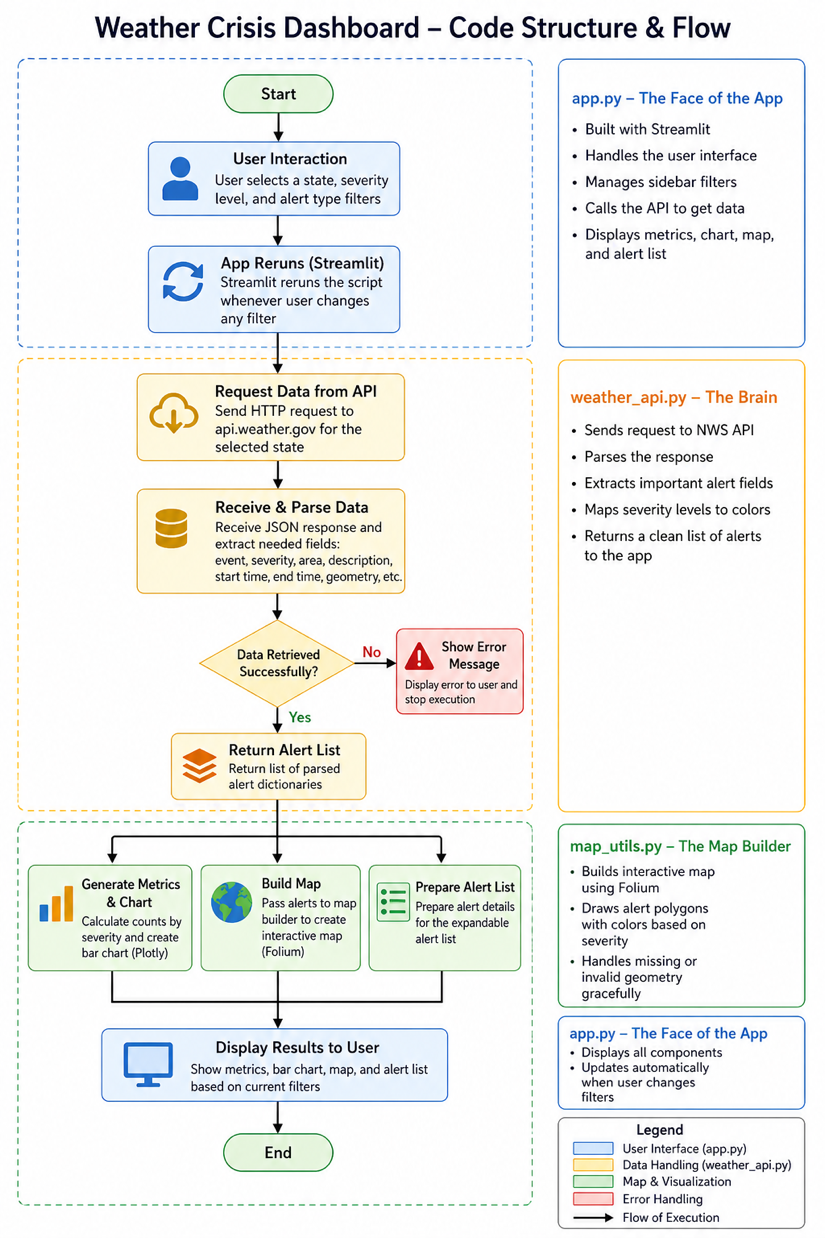 Weather Crisis Dashboard – Code Structure & Flow
Start
User Interaction
User selects a state, severity
level, and alert type filters
App Reruns (Streamlit)
Streamlit reruns the script
whenever user changes
any filter
app.py – The Face of the App
• Built with Streamlit
• Handles the user interface
• Manages sidebar filters
• Calls the API to get data
• Displays metrics, chart, map,
and alert list
Request Data from API
Send HTTP request to
api.weather.gov for the
selected state
Receive & Parse Data
Receive JSON response and
extract needed fields:
event, severity, area, description,
start time, end time, geometry, etc.
Data Retrieved
Successfully?
No
Show Error
Message
Display error to user and
stop execution
Yes
Return Alert List
Return list of parsed
alert dictionaries
weather_api.py – The Brain
• Sends request to NWS API
• Parses the response
• Extracts important alert fields
• Maps severity levels to colors
• Returns a clean list of alerts
to the app
Generate Metrics
& Chart
Calculate counts by
severity and create
bar chart (Plotly)
Build Map
Pass alerts to map
builder to create
interactive map
(Folium)
Prepare Alert List
Prepare alert details
for the expandable
alert list
map_utils.py – The Map Builder
• Builds interactive map
using Folium
• Draws alert polygons
with colors based on
severity
• Handles missing or
invalid geometry
gracefully
Display Results to User
Show metrics, bar chart, map, and alert list
based on current filters
End
app.py – The Face of the App
• Displays all components
• Updates automatically
when user changes
filters
Legend
User Interface (app.py)
Data Handling (weather_api.py)
Map & Visualization
Error Handling
Flow of Execution